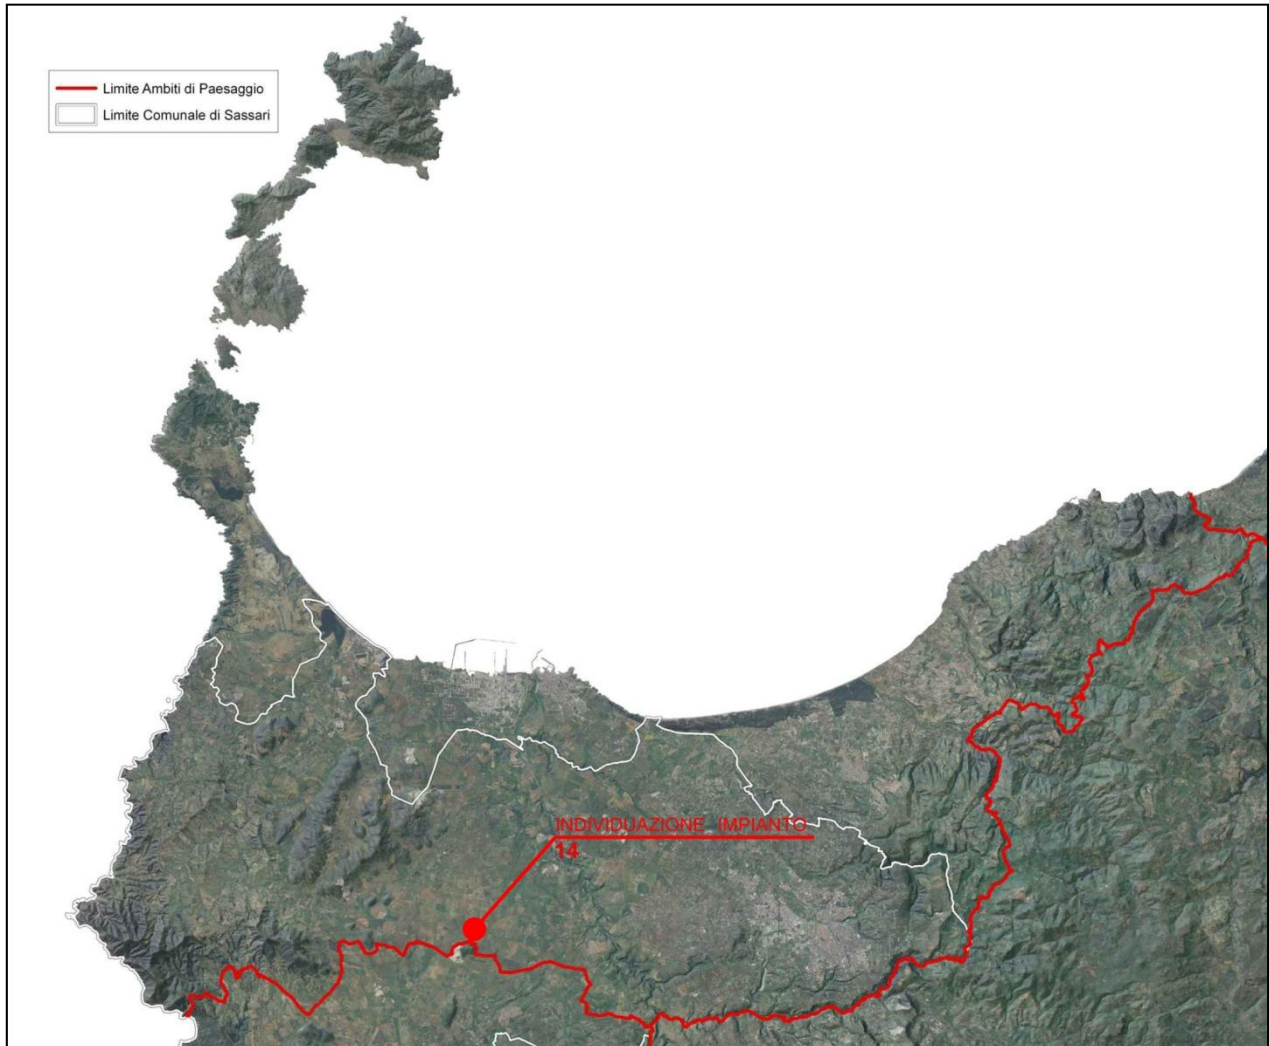 Limite Ambiti di Paesaggio
Limite Comunale di Sassari
INDIVIDUAZIONE IMPIANTO
14